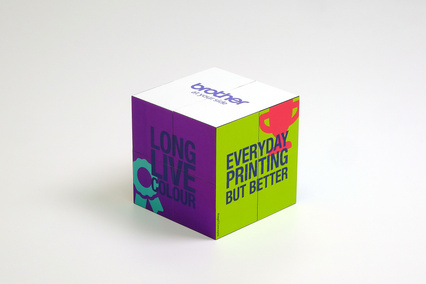 brother
at your side
LONG
LIVE
COLOUR
EVERYDAY
PRINTING
BUT BETTER